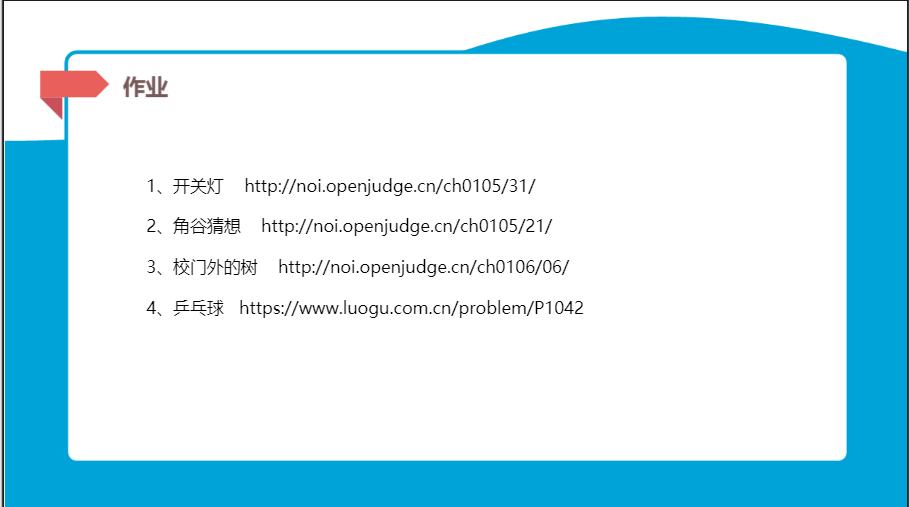 作业
1、开关灯 http://noi.openjudge.cn/ch0105/31/
2、角谷猜想 http://noi.openjudge.cn/ch0105/21/
3、校门外的树 http://noi.openjudge.cn/ch0106/06/
4、乒乓球 https://www.luogu.com.cn/problem/P1042